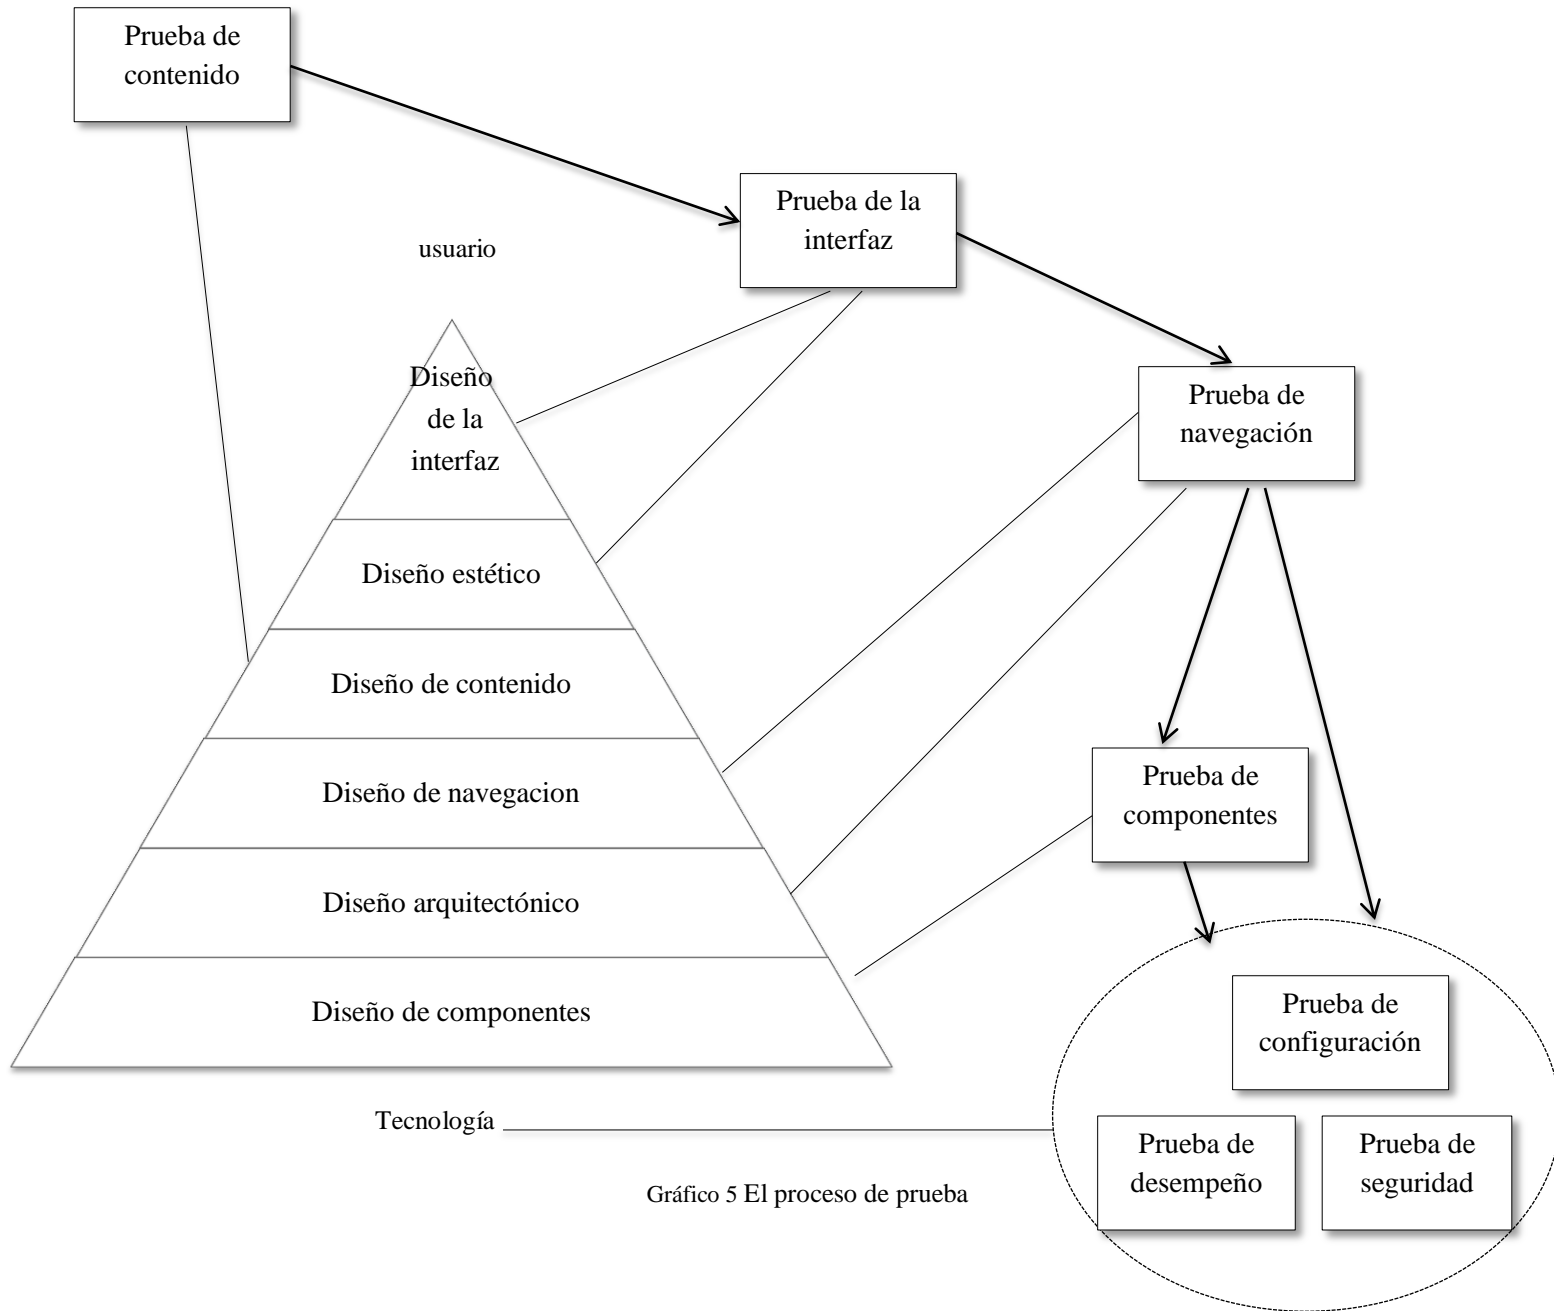 Prueba de
contenido
Prueba de la
interfaz
usuario
Diseño
de la
interfaz
Prueba de
navegación
Diseño estético
Diseño de contenido
Diseño de navegacion
Prueba de
componentes
Diseño arquitectónico
Diseño de componentes
Prueba de
configuración
Tecnología
Prueba de
desempeño
Prueba de
seguridad
Gráfico 5 El proceso de prueba